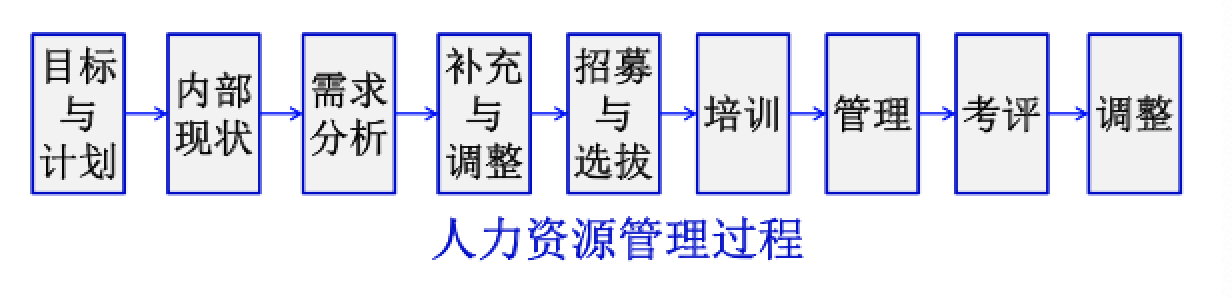 目标
与
计划
内部
现状
需求
分析
补充
与
调整
招募
与
选拔
培训
管理
考评
调整
人力资源管理过程